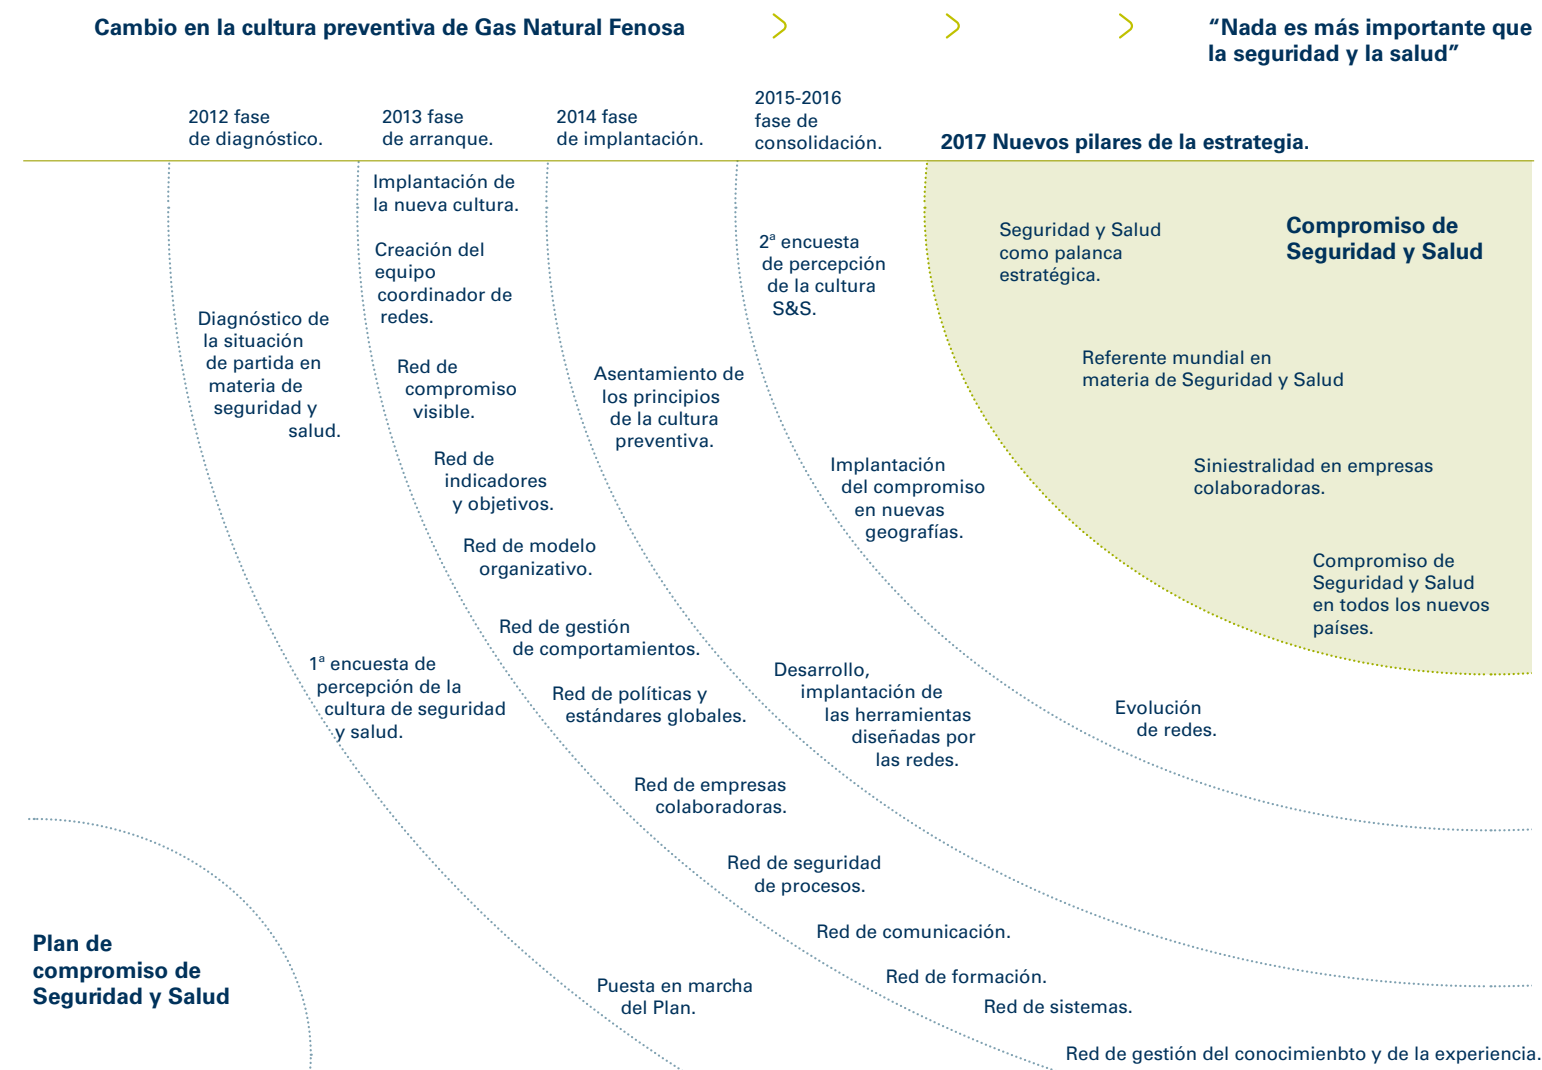 Cambio en la cultura preventiva de Gas Natural Fenosa
“Nada es más importante que
la seguridad y la salud”
2012 fase
de diagnóstico.
2013 fase
de arranque.
2014 fase
de implantación.
2015-2016
fase de
consolidación.
2017 Nuevos pilares de la estrategia.
Diagnóstico de
la situación
de partida en
materia de
seguridad y
salud.
1ª encuesta de
percepción de la
cultura de seguridad
y salud.
Puesta en marcha
del Plan.
Implantación de
la nueva cultura.
Creación del
equipo
coordinador de
redes.
Red de
compromiso
visible.
Red de
indicadores
y objetivos.
Red de modelo
organizativo.
Red de gestión
de comportamientos.
Red de políticas y
estándares globales.
Red de empresas
colaboradoras.
Red de seguridad
de procesos.
Red de comunicación.
Red de formación.
Red de sistemas.
Red de gestión del conocimienbto y de la experiencia.
Asentamiento de
los principios
de la cultura
preventiva.
Desarrollo,
implantación de
las herramientas
diseñadas por
las redes.
2ª encuesta
de percepción
de la cultura
S&S.
Implantación
del compromiso
en nuevas
geografías.
Evolución
de redes.
Seguridad y Salud
como palanca
estratégica.
Compromiso de
Seguridad y Salud
Referente mundial en
materia de Seguridad y Salud
Siniestralidad en empresas
colaboradoras.
Compromiso de
Seguridad y Salud
en todos los nuevos
países.
Plan de
compromiso de
Seguridad y Salud